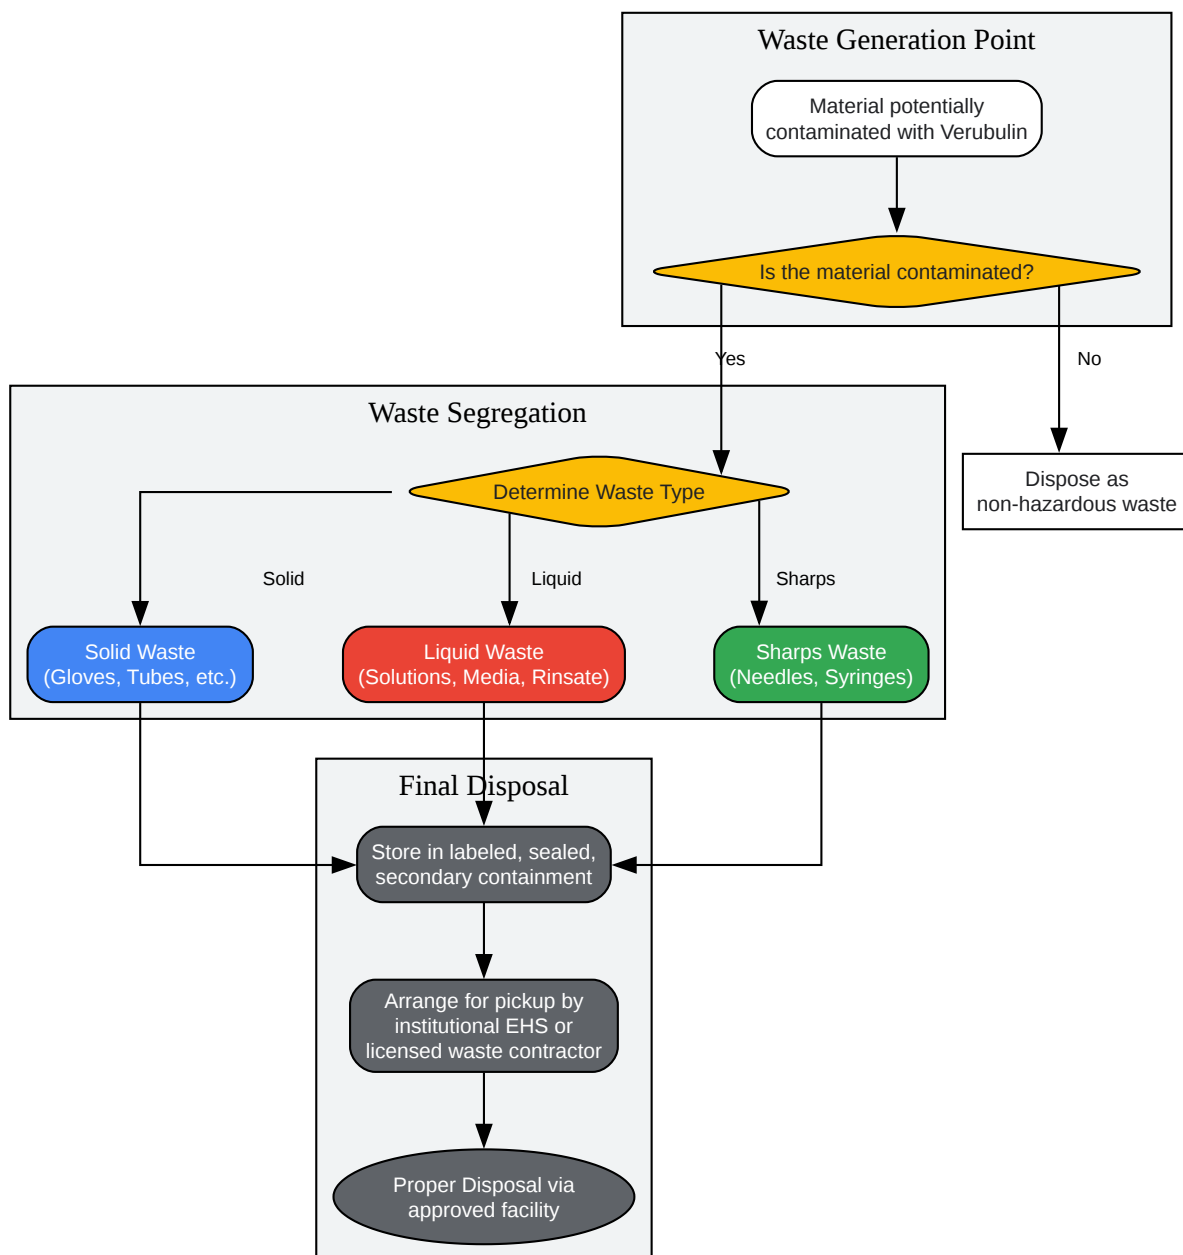 Waste Generation Point
Material potentially
contaminated with Verubulin
Is the material contaminated?
Yes
No
Waste Segregation
Determine Waste Type
Dispose as
non-hazardous waste
Solid
Liquid
Sharps
Solid Waste
(Gloves, Tubes, etc.)
Liquid Waste
(Solutions, Media, Rinsate)
Sharps Waste
(Needles, Syringes)
Final Disposal
Store in labeled, sealed,
secondary containment
Arrange for pickup by
institutional EHS or
licensed waste contractor
Proper Disposal via
approved facility